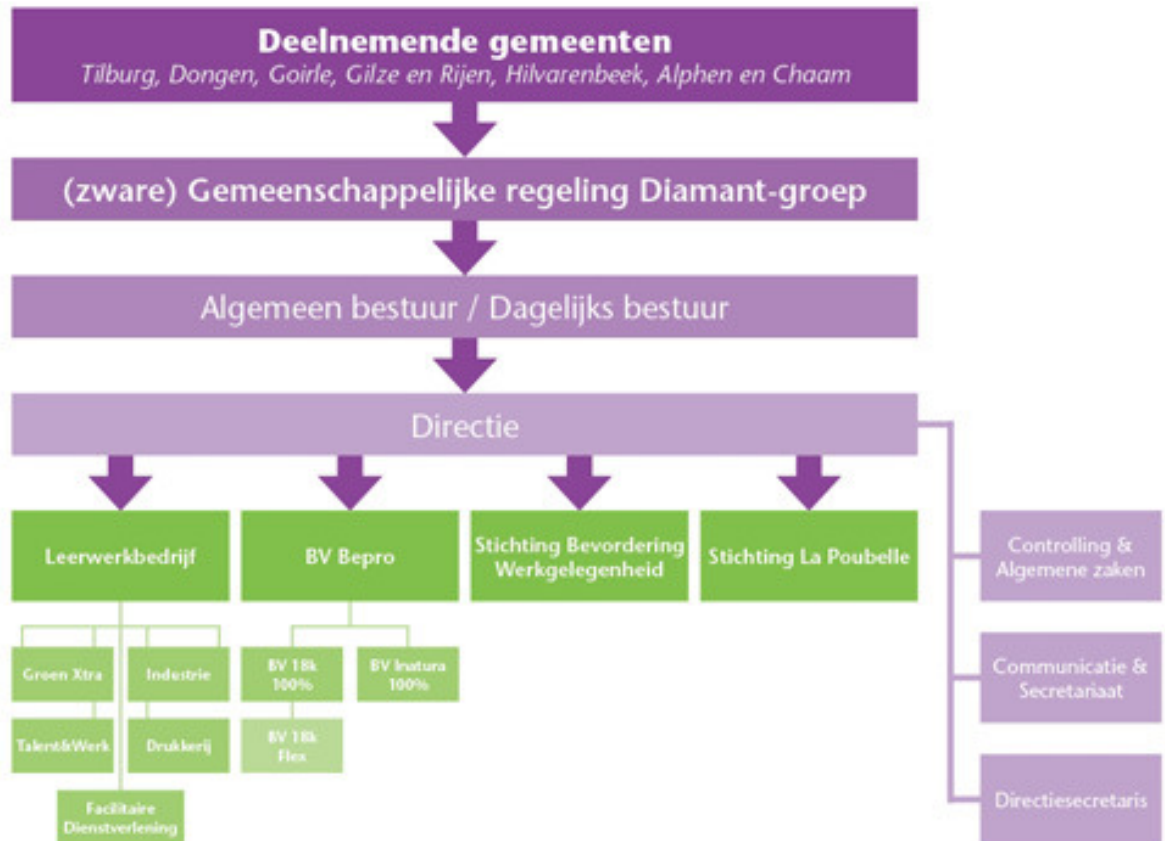 Deelnemende gemeenten
Tilburg, Dongen, Goirle, Gilze en Rijen, Hilvarenbeek, Alphen en Chaam
(zware) Gemeenschappelijke regeling Diamant-groep
Algemeen bestuur / Dagelijks bestuur
Directie
Leerwerkbedrijf
BV Bepro
Stichting Bevordering
Werkgelegenheid
Stichting La Poubelle
Controlling &
Algemene zaken
Groen Xtra
Industrie
BV 18k
100%
BV Inatura
100%
Communicatie &
Secretariaat
Talent&Werk
Drukkerij
BV 18k
Flex
Facilitaire
Dienstverlening
Directiesecretaris